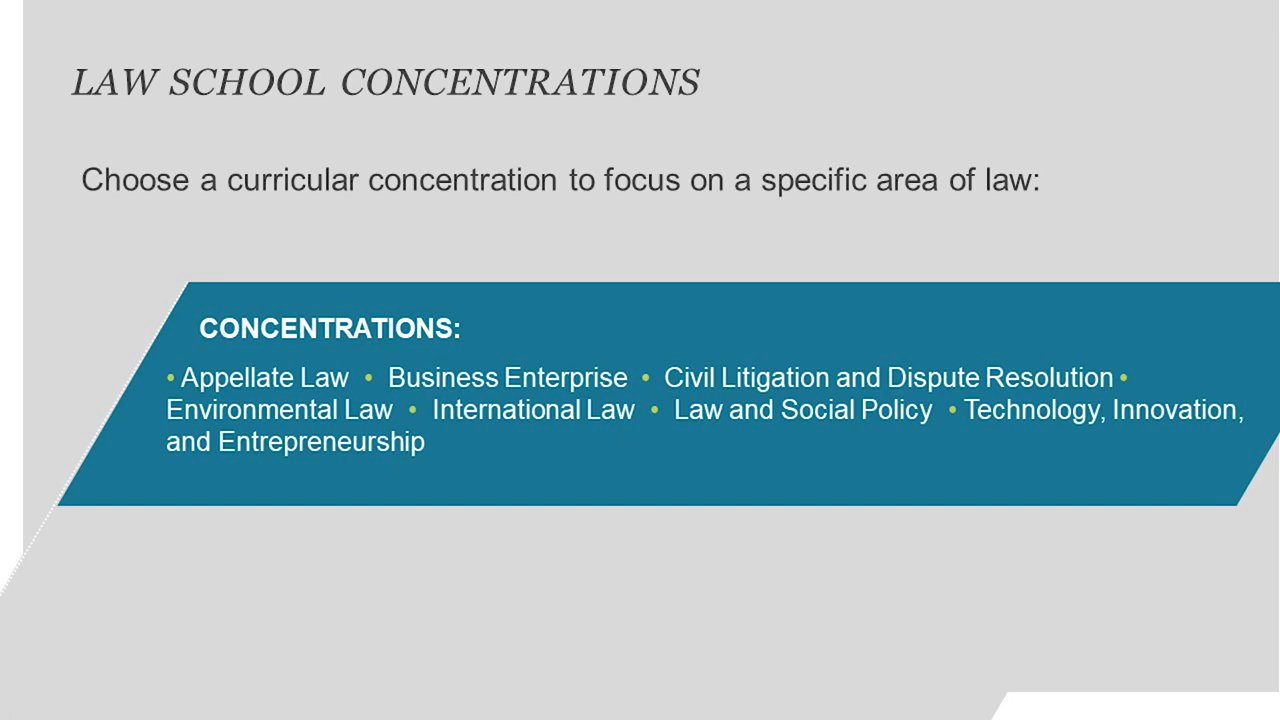 LAW SCHOOL CONCENTRATIONS
Choose a curricular concentration to focus on a specific area of law:
CONCENTRATIONS:
• Appellate Law • Business Enterprise • Civil Litigation and Dispute Resolution •
Environmental Law • International Law • Law and Social Policy • Technology, Innovation,
and Entrepreneurship